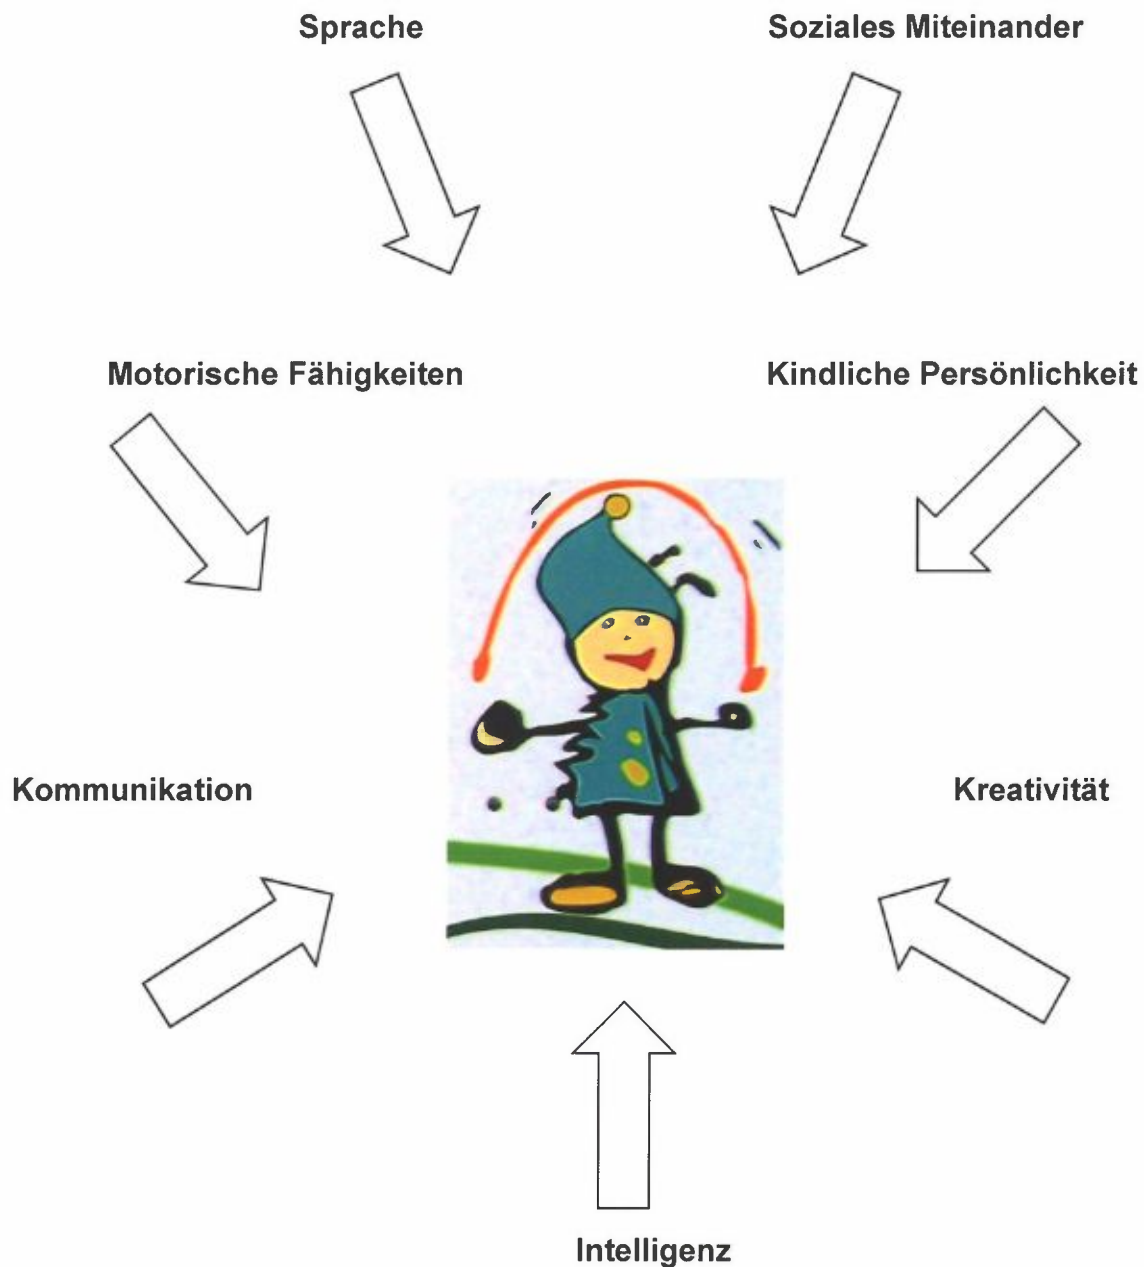 Sprache
Soziales Miteinander
Motorische Fähigkeiten
Kindliche Persönlichkeit
Kommunikation
Kreativität
Intelligenz